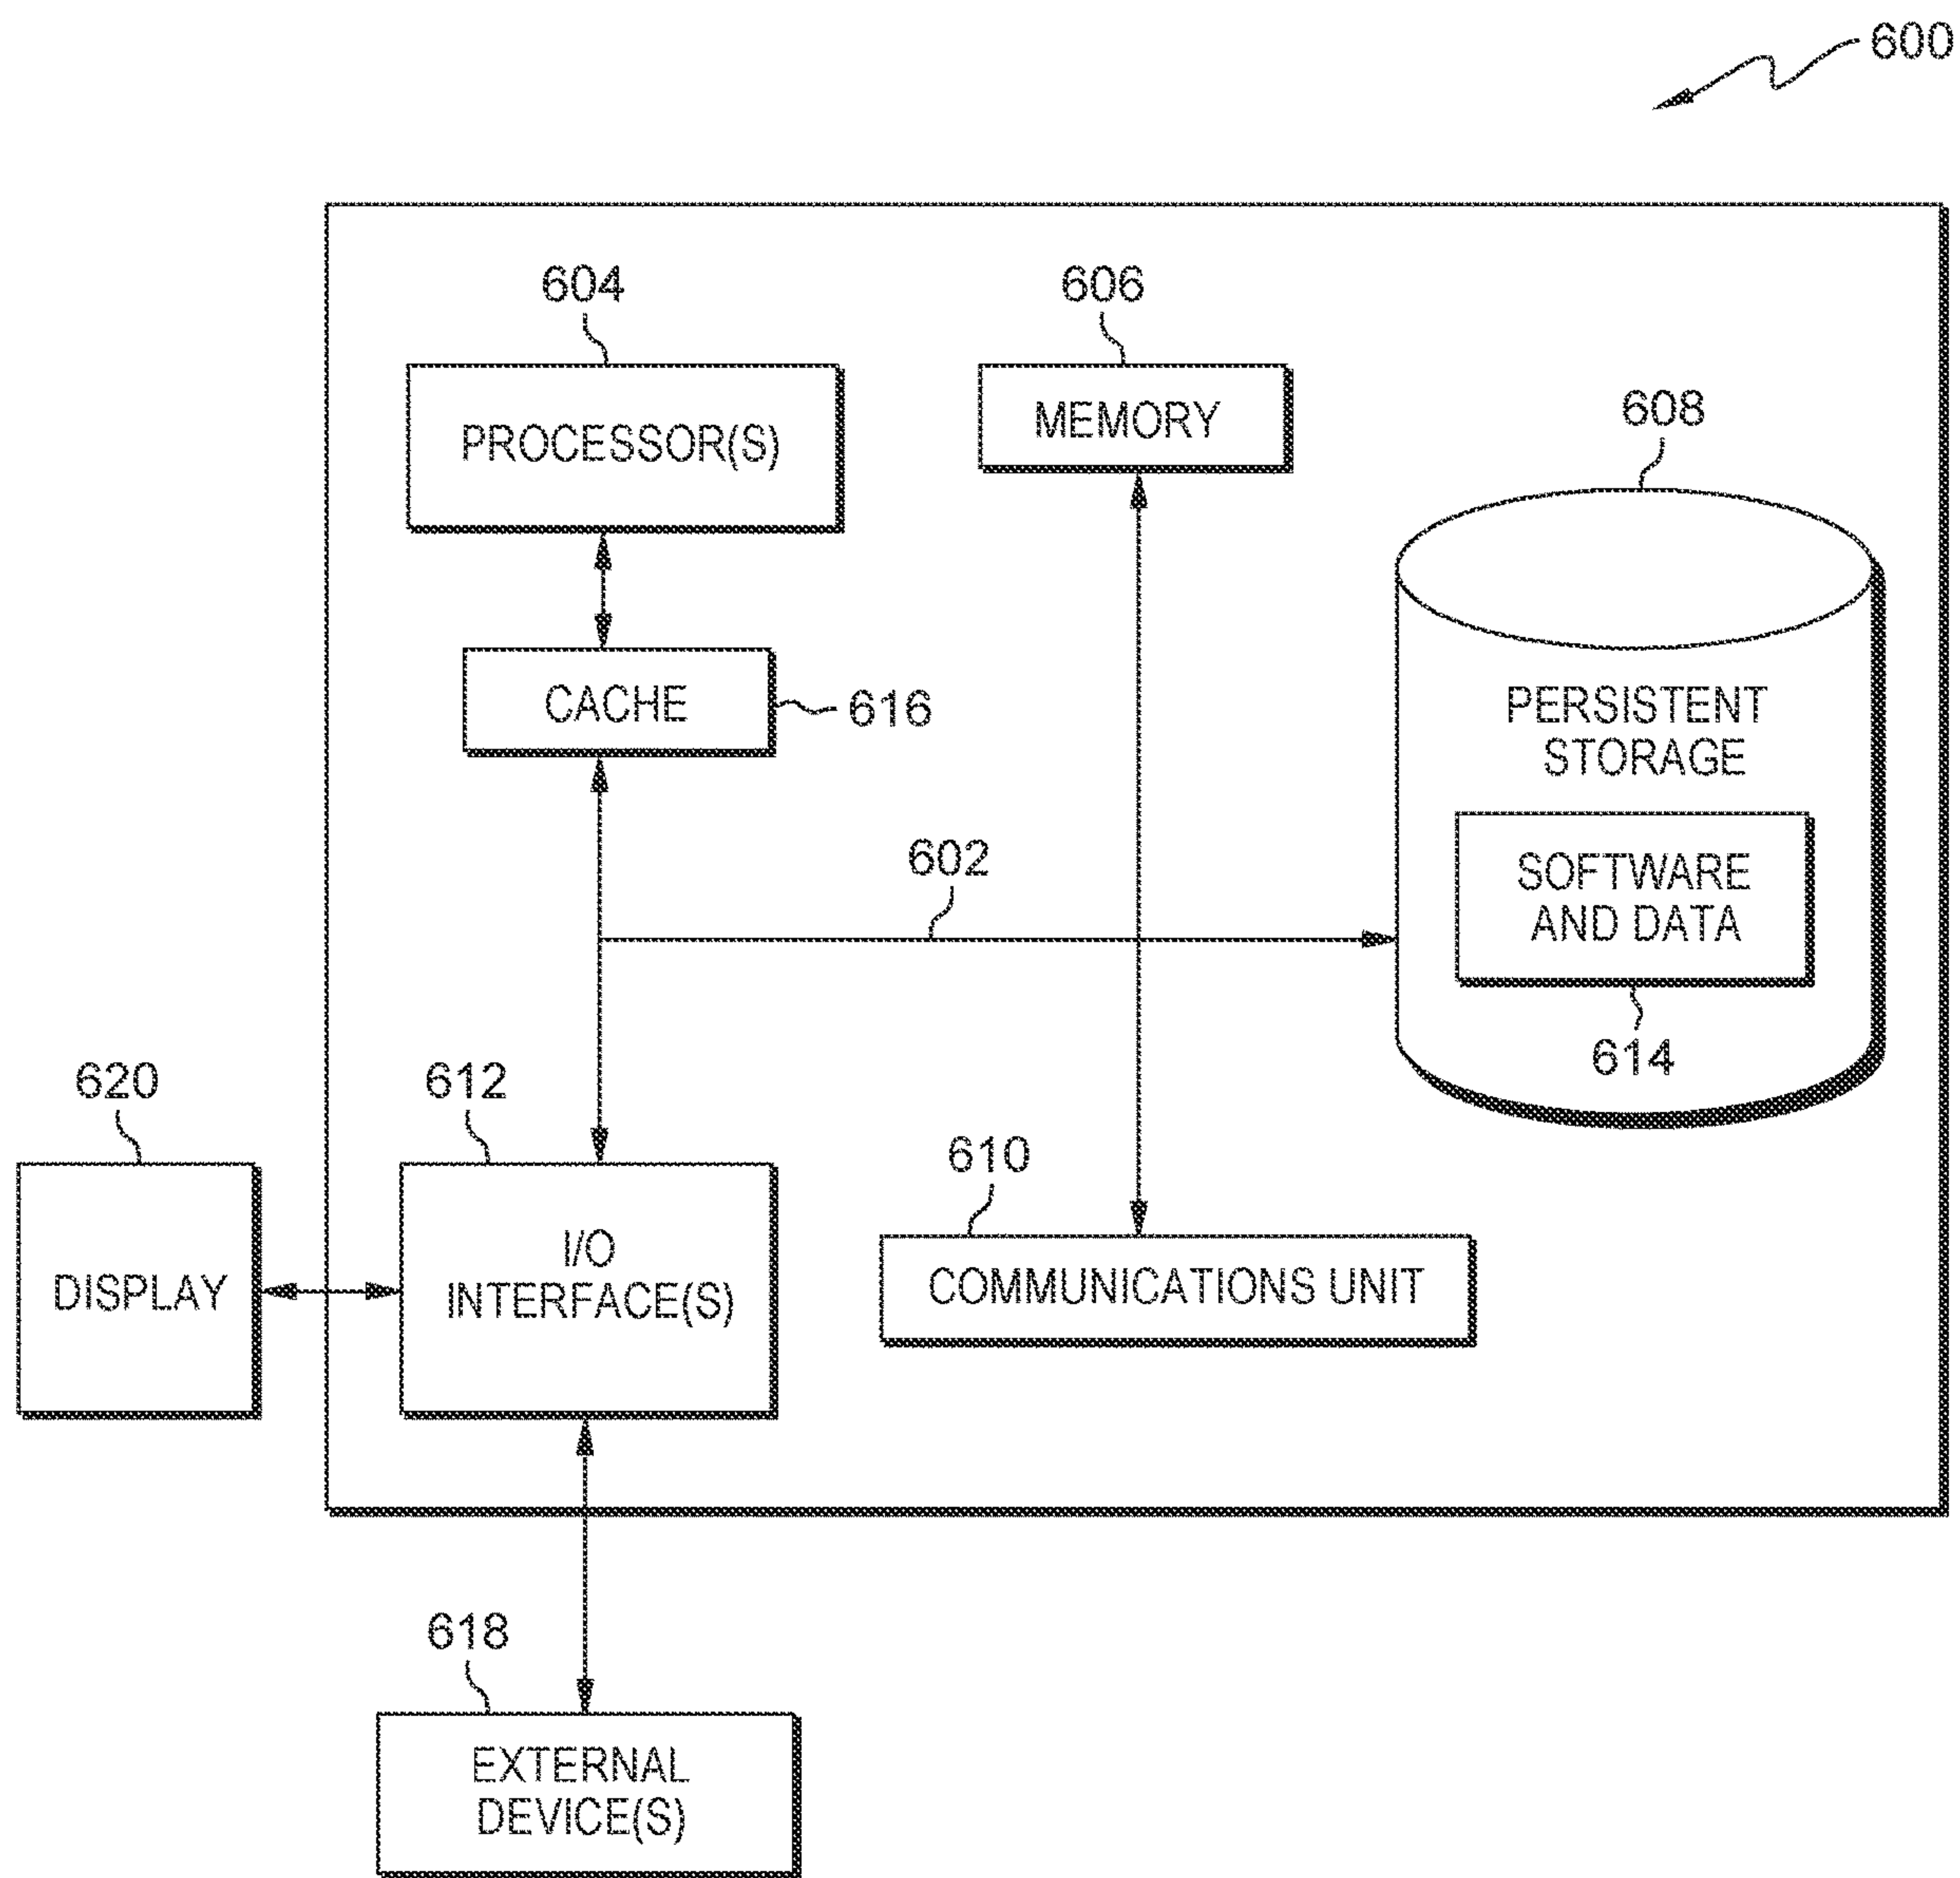 600
604
606
PROCESSOR(S)
MEMORY
608
CACHE
616
PERSISTENT
STORAGE
602
SOFTWARE
AND DATA
614
620
612
610
DISPLAY
I/O
INTERFACE(S)
COMMUNICATIONS UNIT
618
EXTERNAL
DEVICE(S)